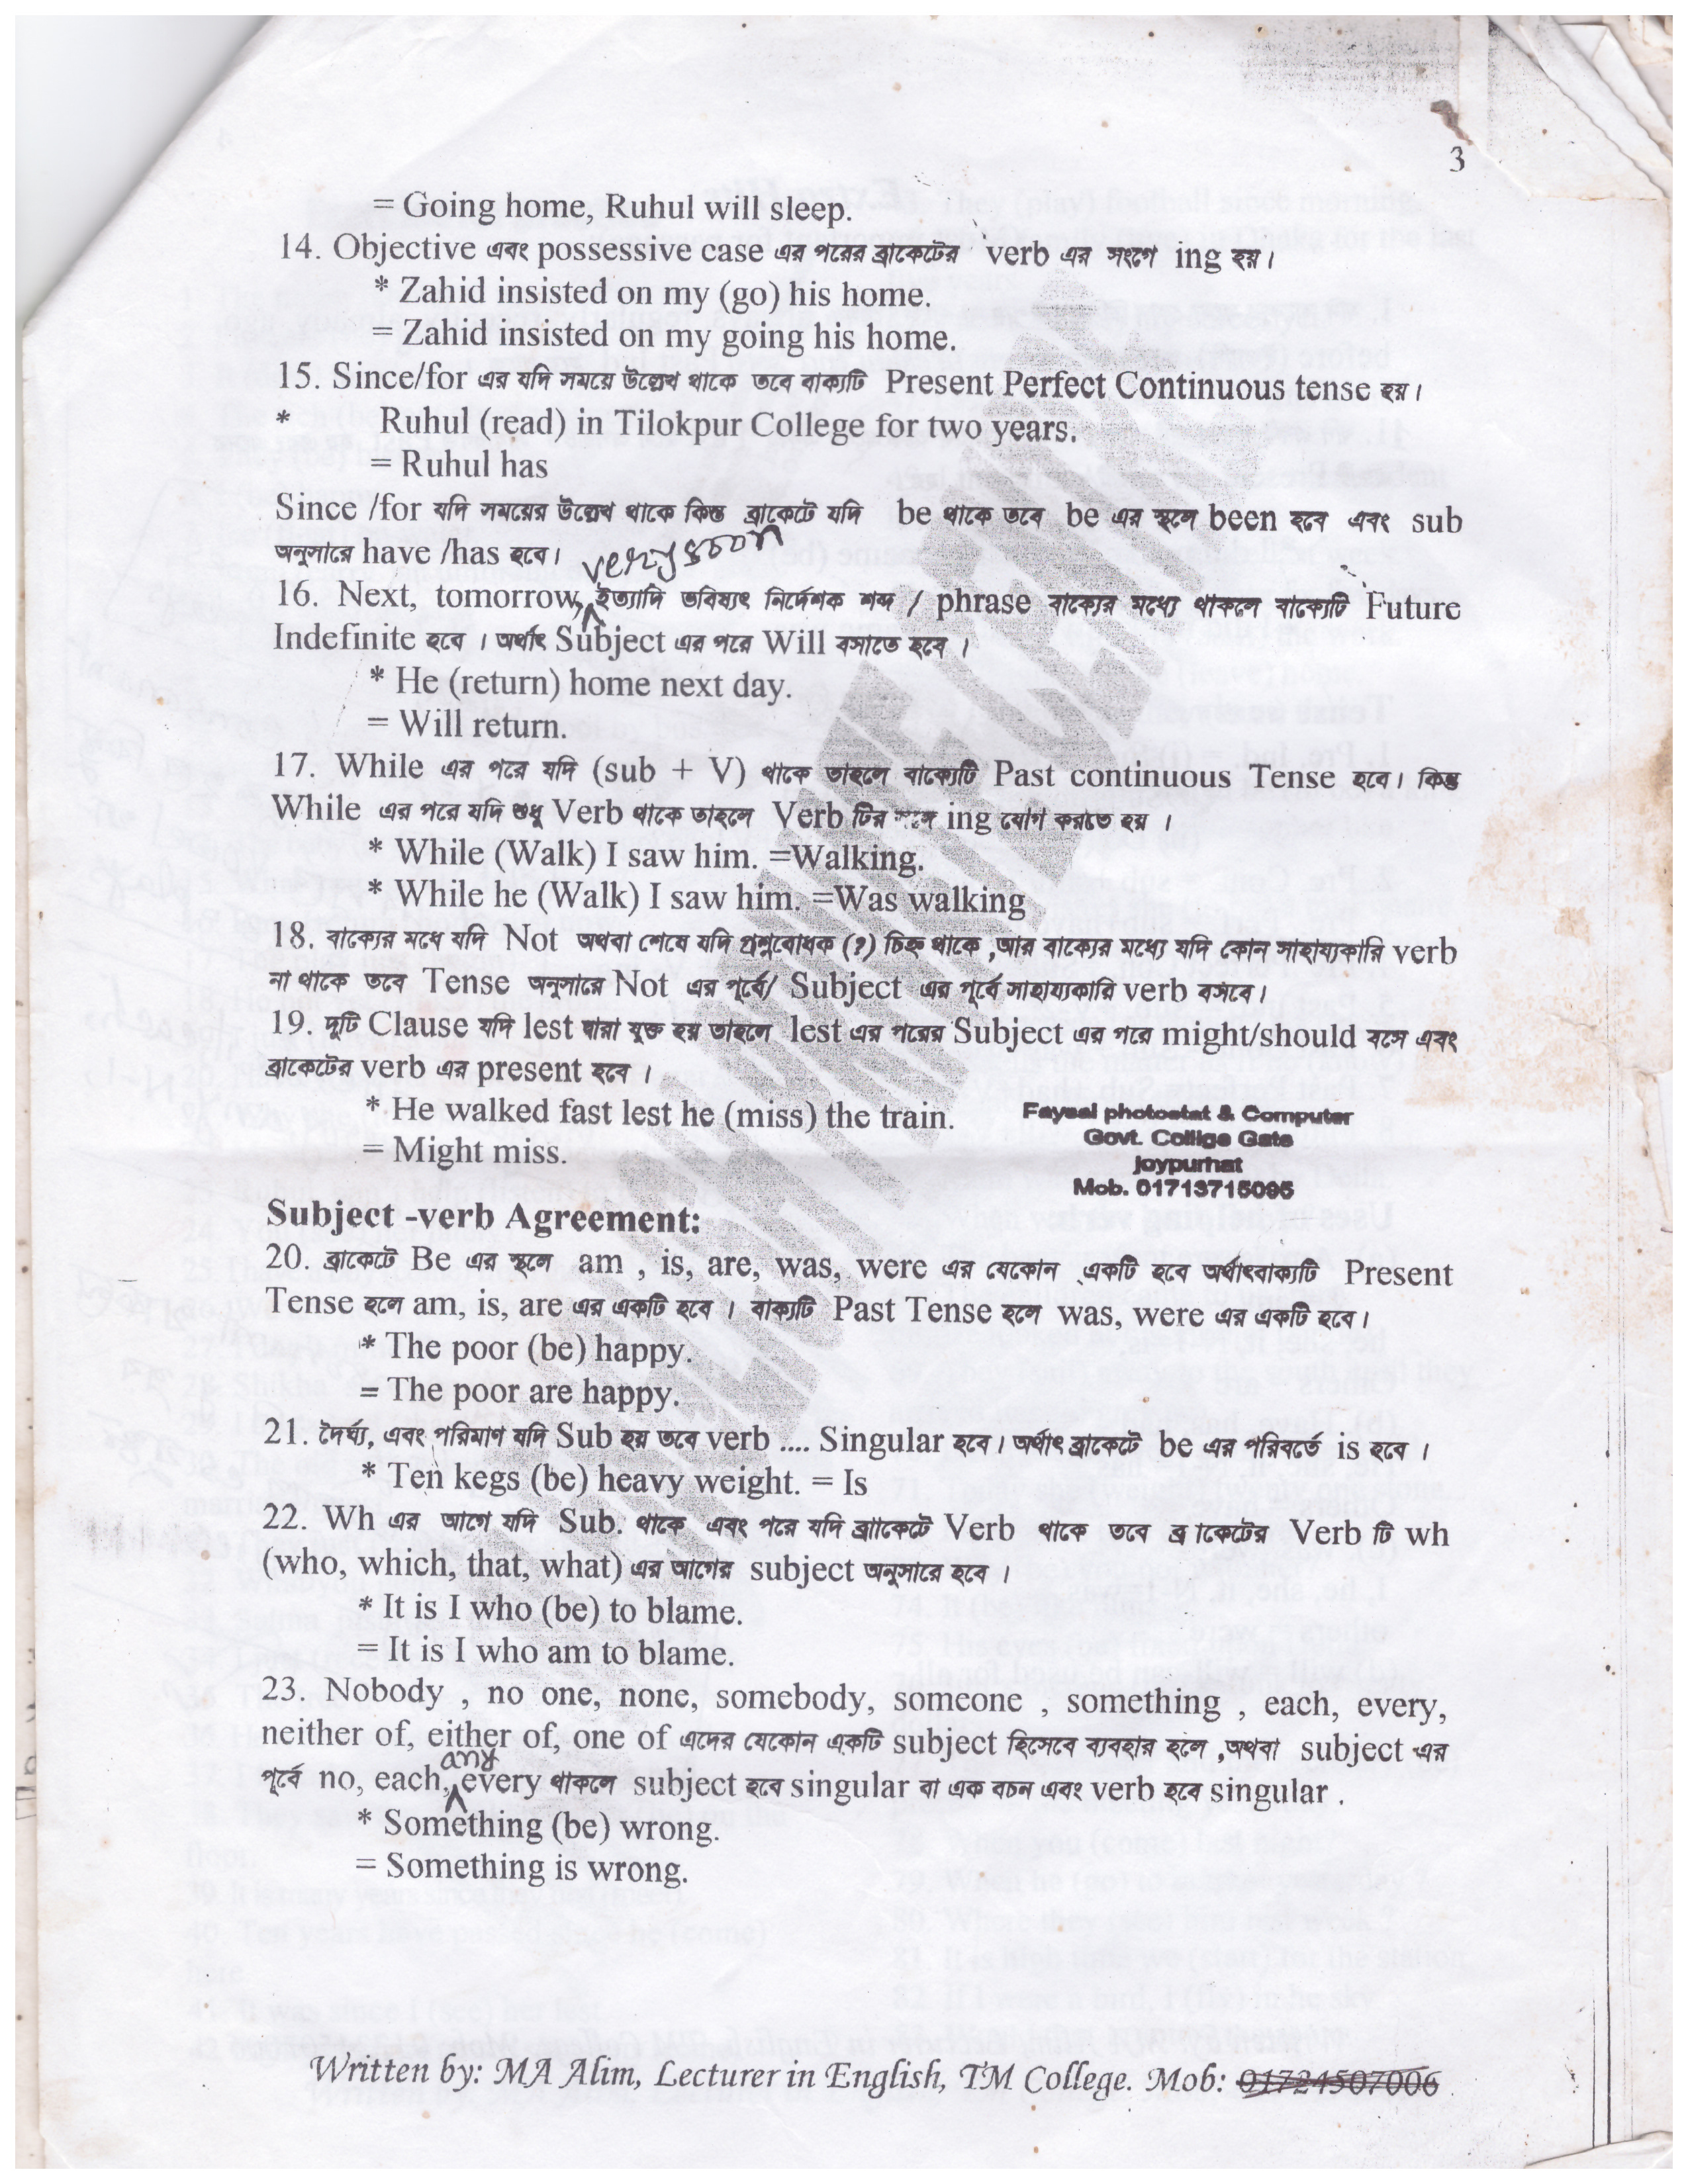 3
= Going home, Ruhul will sleep.
14. Objective এবং possessive case এর পরের ব্রাকেটের verb এর সংগে ing হয়।
* Zahid insisted on my (go) his home.
= Zahid insisted on my going his home.
15. Since/for এর যদি সময়ে উল্লেখ থাকে তবে বাক্যটি Present Perfect Continuous tense হয়।
* Ruhul (read) in Tilokpur College for two years.
= Ruhul has
Since /for যদি সময়ের উল্লেখ থাকে কিন্তু ব্রাকেটে যদি be থাকে তবে be এর স্থলে been হবে এবং sub
অনুসারে have /has হবে।
very soon
16. Next, tomorrow, ইত্যাদি ভবিষ্যৎ নির্দেশক শব্দ / phrase বাক্যের মধ্যে থাকলে বাক্যেটি Future
Indefinite হবে । অর্থাৎ Subject এর পরে Will বসাতে হবে ।
* He (return) home next day.
= Will return.
17. While এর পরে যদি (sub + V) থাকে তাহলে বাক্যেটি Past continuous Tense হবে। কিন্তু
While এর পরে যদি শুধু Verb থাকে তাহলে Verb টির সঙ্গে ing যোগ করতে হয় ।
* While (Walk) I saw him. =Walking.
* While he (Walk) I saw him. =Was walking
18. বাক্যের মধে যদি Not অথবা শেষে যদি প্রশ্নবোধক (?) চিহ্ন থাকে ,আর বাক্যের মধ্যে যদি কোন সাহায্যকারি verb
না থাকে তবে Tense অনুসারে Not এর পূর্বে/ Subject এর পূর্বে সাহায্যকারি verb বসবে।
19. দুটি Clause যদি lest দ্বারা যুক্ত হয় তাহলে lest এর পরের Subject এর পরে might/should বসে এবং
ব্রাকেটের verb এর present হবে ।
* He walked fast lest he (miss) the train.
= Might miss.
Faysal photostat & Computer
Govt. Collige Gate
Joypurhat
Mob. 01713715095
Subject -verb Agreement:
20. ব্রাকেটে Be এর স্থলে am , is, are, was, were এর যেকোন একটি হবে অর্থাৎবাক্যটি Present
Tense হলে am, is, are এর একটি হবে । বাক্যটি Past Tense হলে was, were এর একটি হবে।
* The poor (be) happy.
= The poor are happy.
21. দৈর্ঘ্য, এবং পরিমাণ যদি Sub হয় তবে verb .... Singular হবে। অর্থাৎ ব্রাকেটে be এর পরিবর্তে is হবে ।
* Ten kegs (be) heavy weight. = Is
22. Wh এর আগে যদি Sub. থাকে এবং পরে যদি ব্রাাকেটে Verb থাকে তবে ব্র াকেটের Verb টি wh
(who, which, that, what) এর আগের subject অনুসারে হবে ।
* It is I who (be) to blame.
= It is I who am to blame.
23. Nobody , no one, none, somebody, someone , something , each, every,
neither of, either of, one of এদের যেকোন একটি subject হিসেবে ব্যবহার হলে ,অথবা subject এর
any
পূর্বে no, each, every থাকলে subject হবে singular বা এক বচন এবং verb হবে singular .
* Something (be) wrong.
= Something is wrong.
Written by: MA Alim, Lecturer in English, TM College. Mob: 01724507006